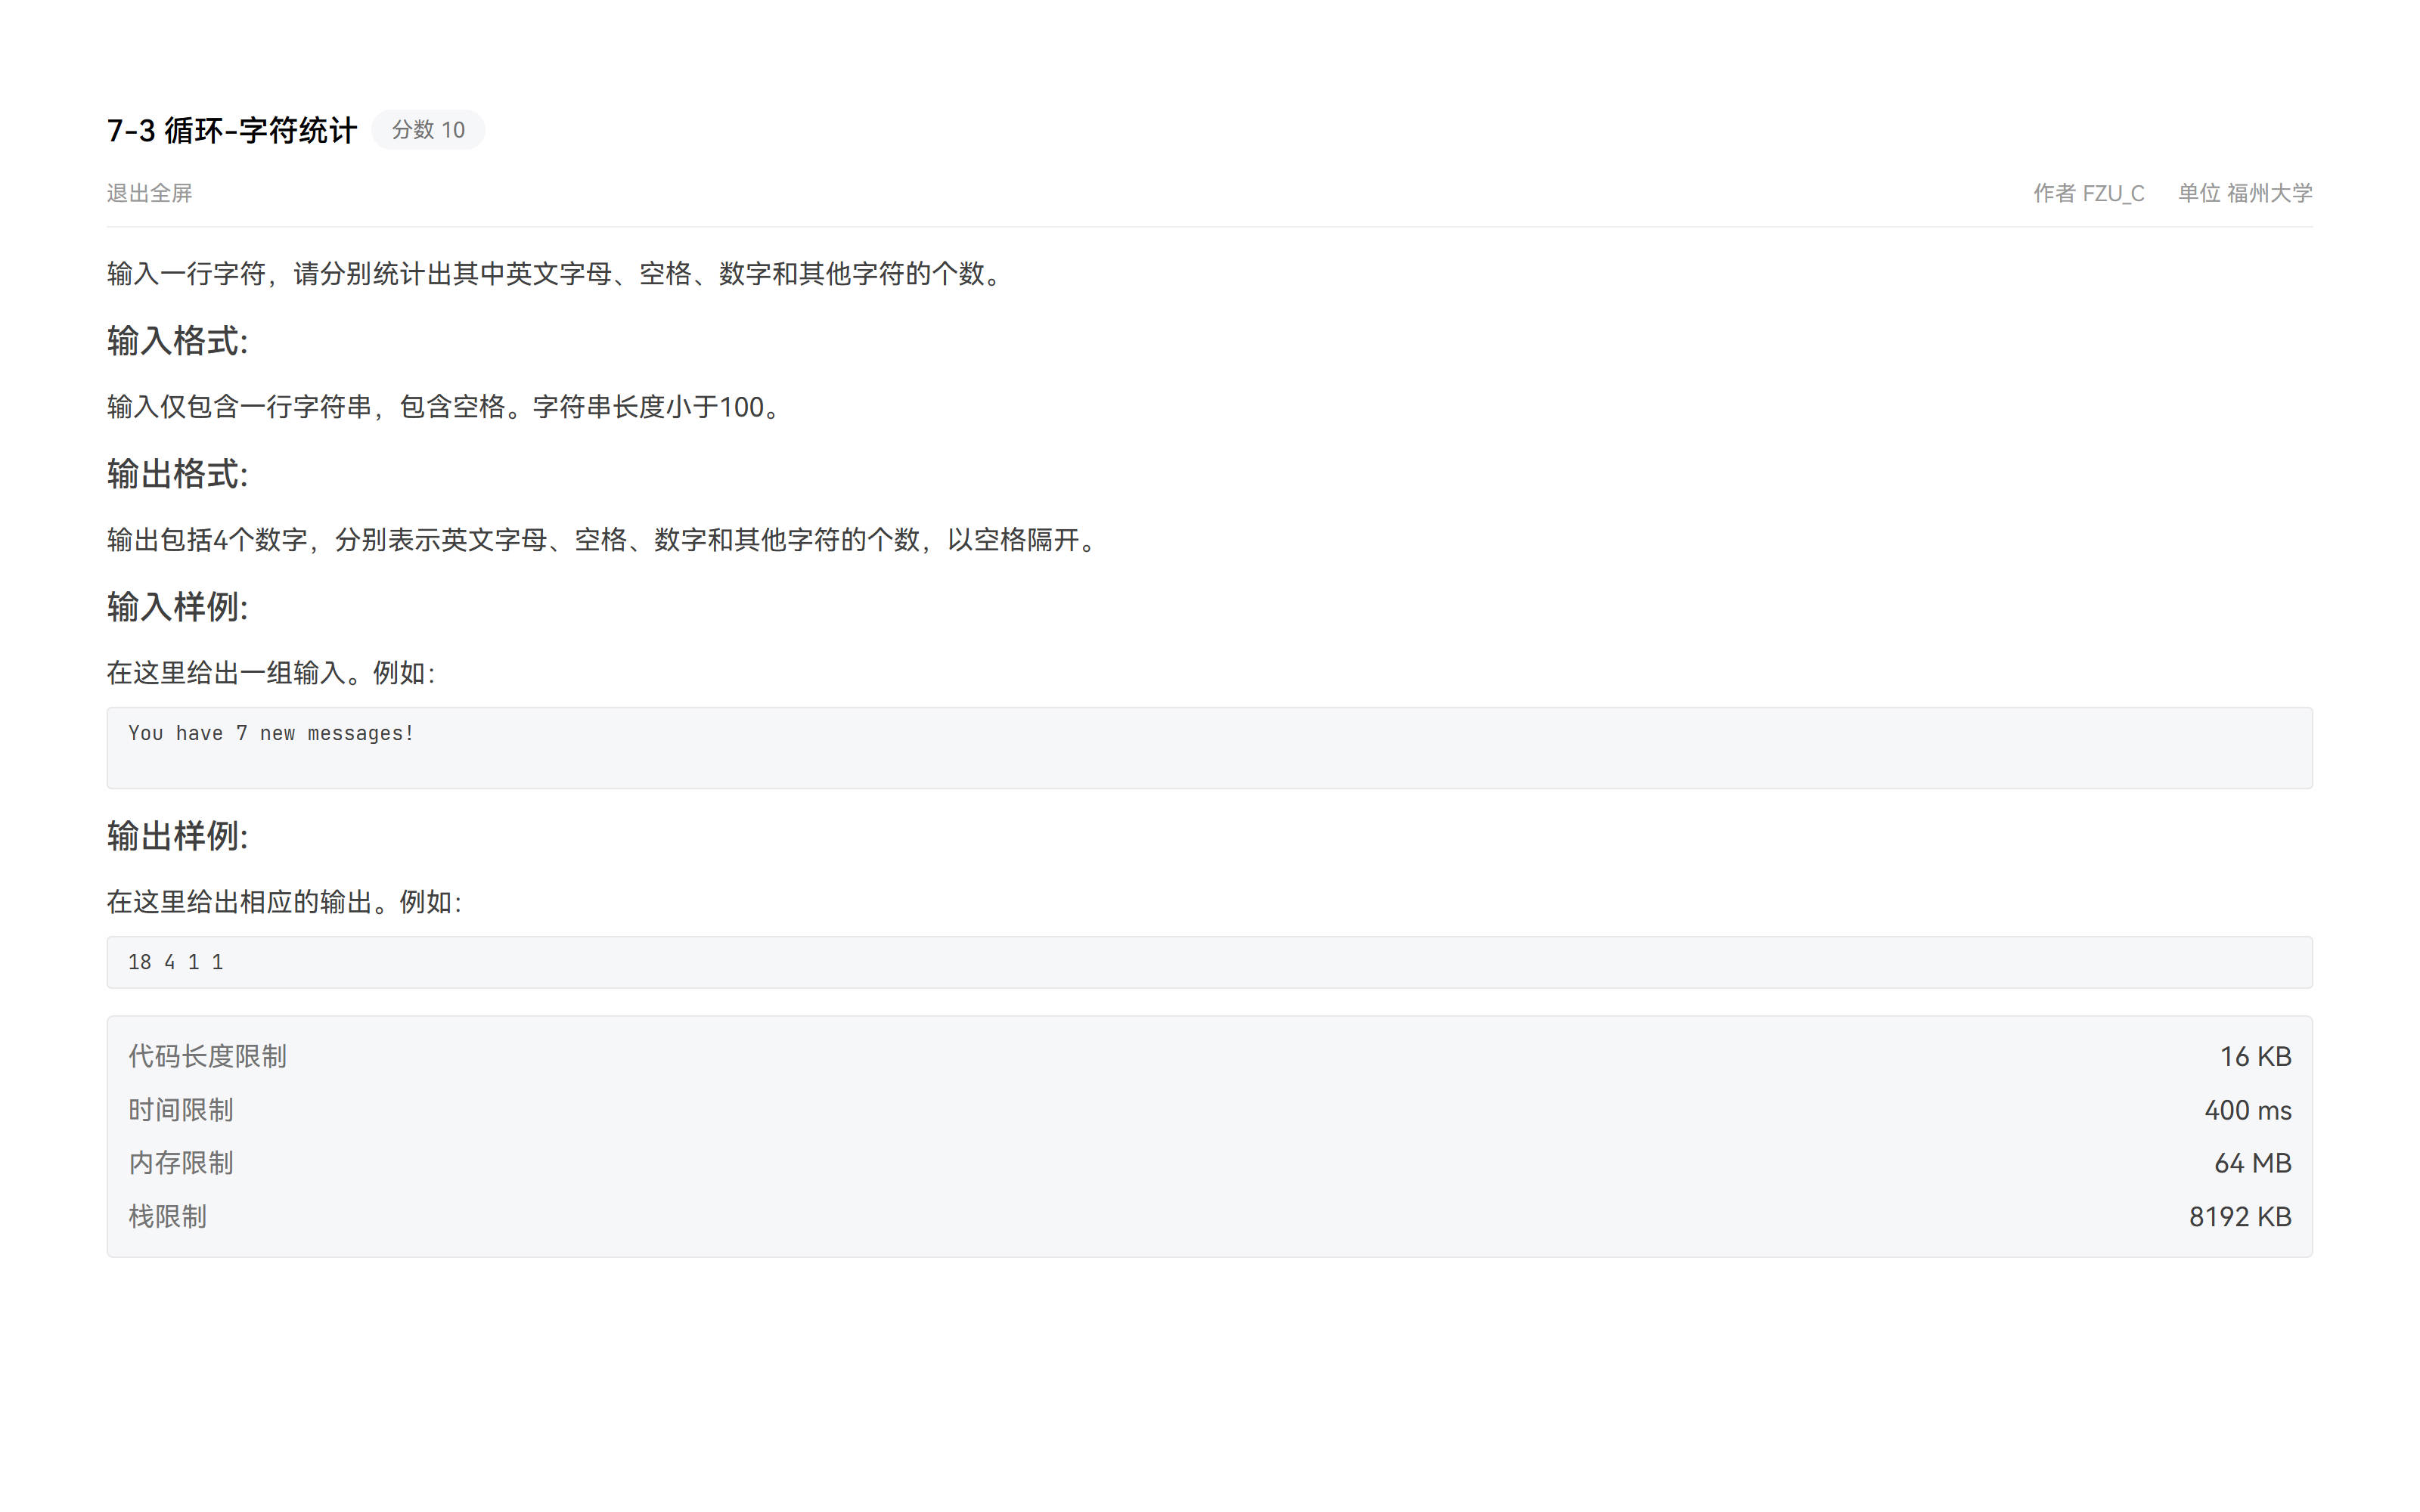 7-3 循环-字符统计 分数 10
退出全屏 作者 FZU_C 单位 福州大学
输入一行字符，请分别统计出其中英文字母、空格、数字和其他字符的个数。
输入格式:
输入仅包含一行字符串，包含空格。字符串长度小于100。
输出格式:
输出包括4个数字，分别表示英文字母、空格、数字和其他字符的个数，以空格隔开。
输入样例:
在这里给出一组输入。例如：
You have 7 new messages!
输出样例:
在这里给出相应的输出。例如：
18 4 1 1
代码长度限制 16 KB
时间限制 400 ms
内存限制 64 MB
栈限制 8192 KB